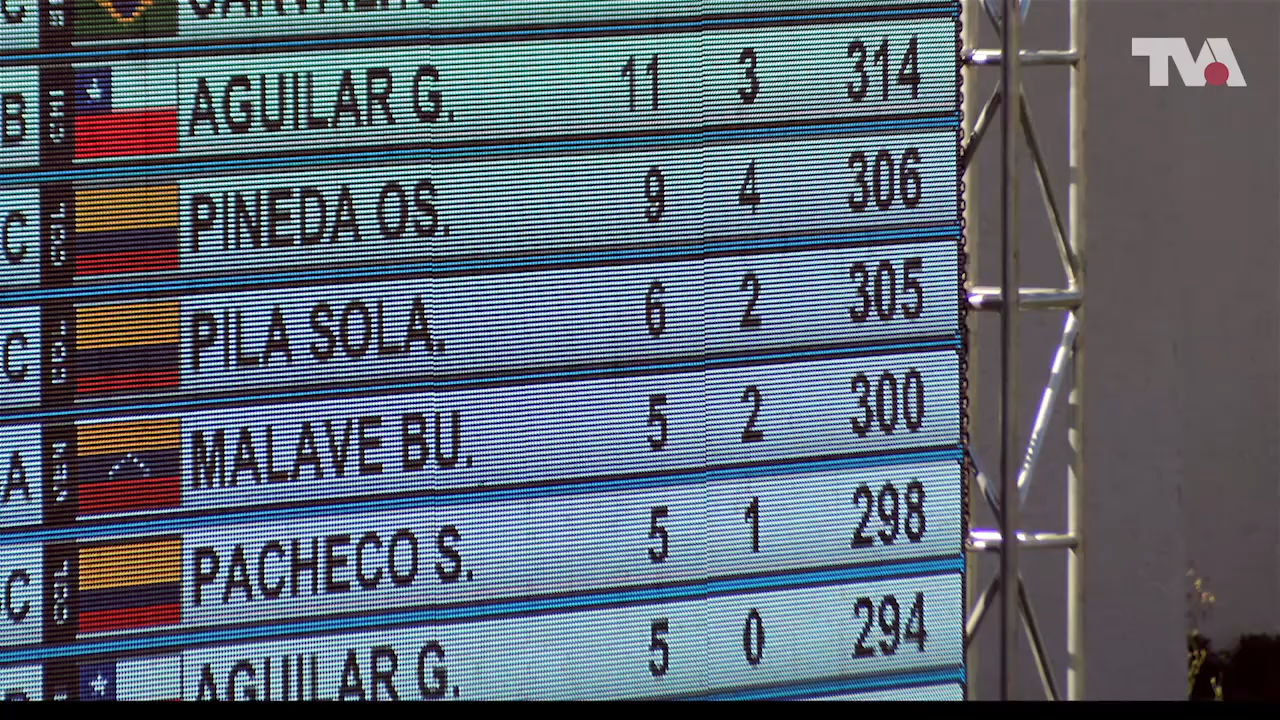 TVA
B AGUILAR G. 11 3 314
C PINEDA OS. 9 4 306
C PILA SOLA. 6 2 305
A MALAVE BU. 5 2 300
C PACHECO S. 5 1 298
AGUILAR G. 5 0 294